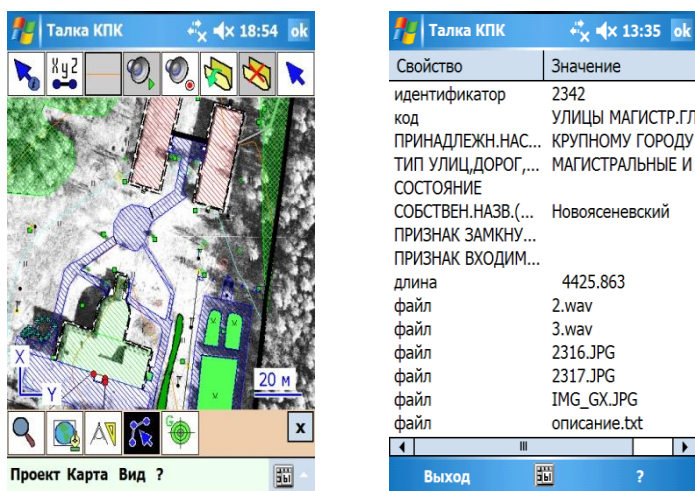 Талка КПК 18:54 ok
XyZ
X
Y
20 м
G
x
Проект Карта Вид ?
Талка КПК 13:35 ok
Свойство Значение
идентификатор 2342
код УЛИЦЫ МАГИСТР.ГЛ
ПРИНАДЛЕЖН.НАС... КРУПНОМУ ГОРОДУ
ТИП УЛИЦ,ДОРОГ,... МАГИСТРАЛЬНЫЕ И
СОСТОЯНИЕ
СОБСТВЕН.НАЗВ.(... Новоясеневский
ПРИЗНАК ЗАМКНУ...
ПРИЗНАК ВХОДИМ...
длина 4425.863
файл 2.wav
файл 3.wav
файл 2316.JPG
файл 2317.JPG
файл IMG_GX.JPG
файл описание.txt
Выход ?